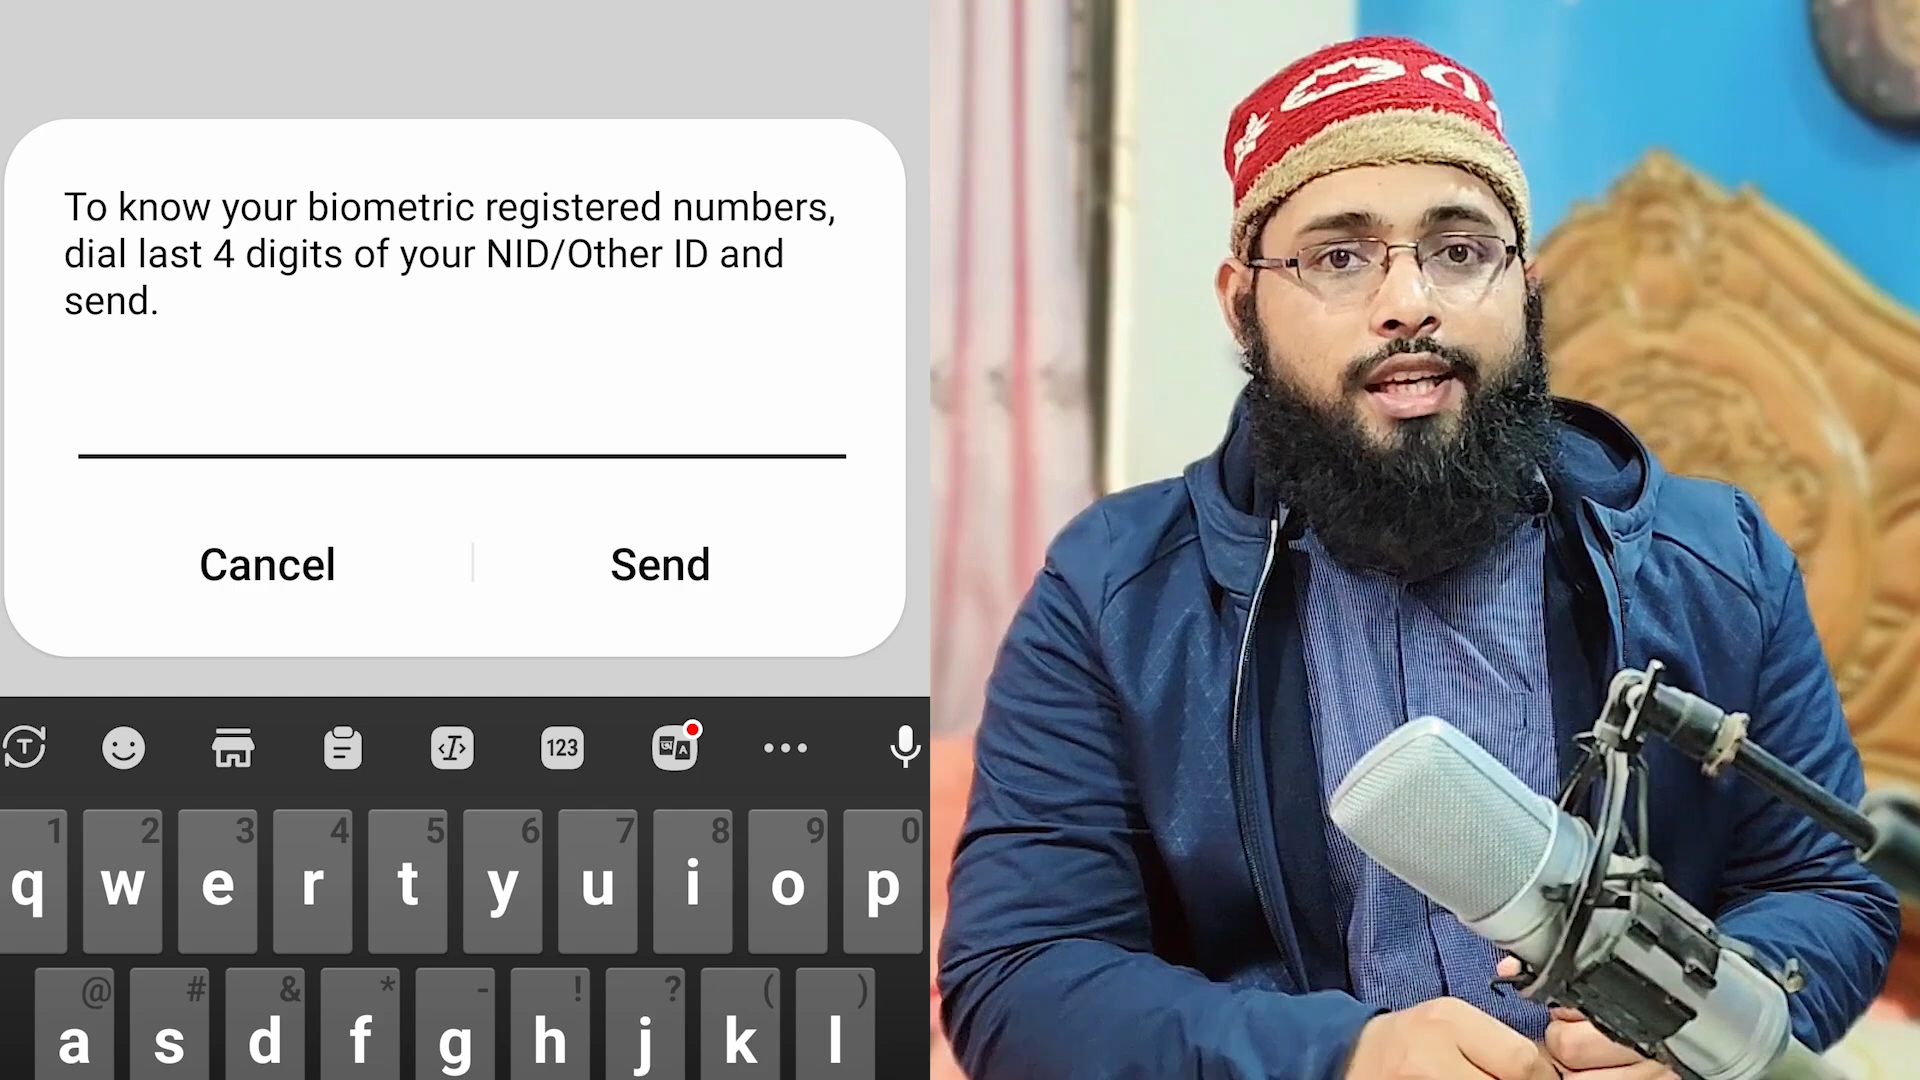 To know your biometric registered numbers,
dial last 4 digits of your NID/Other ID and
send.
Cancel
Send
T
123
অ A
1 2 3 4 5 6 7 8 9 0
q w e r t y u i o p
@ # & * - ! ? ( )
a s d f g h j k l